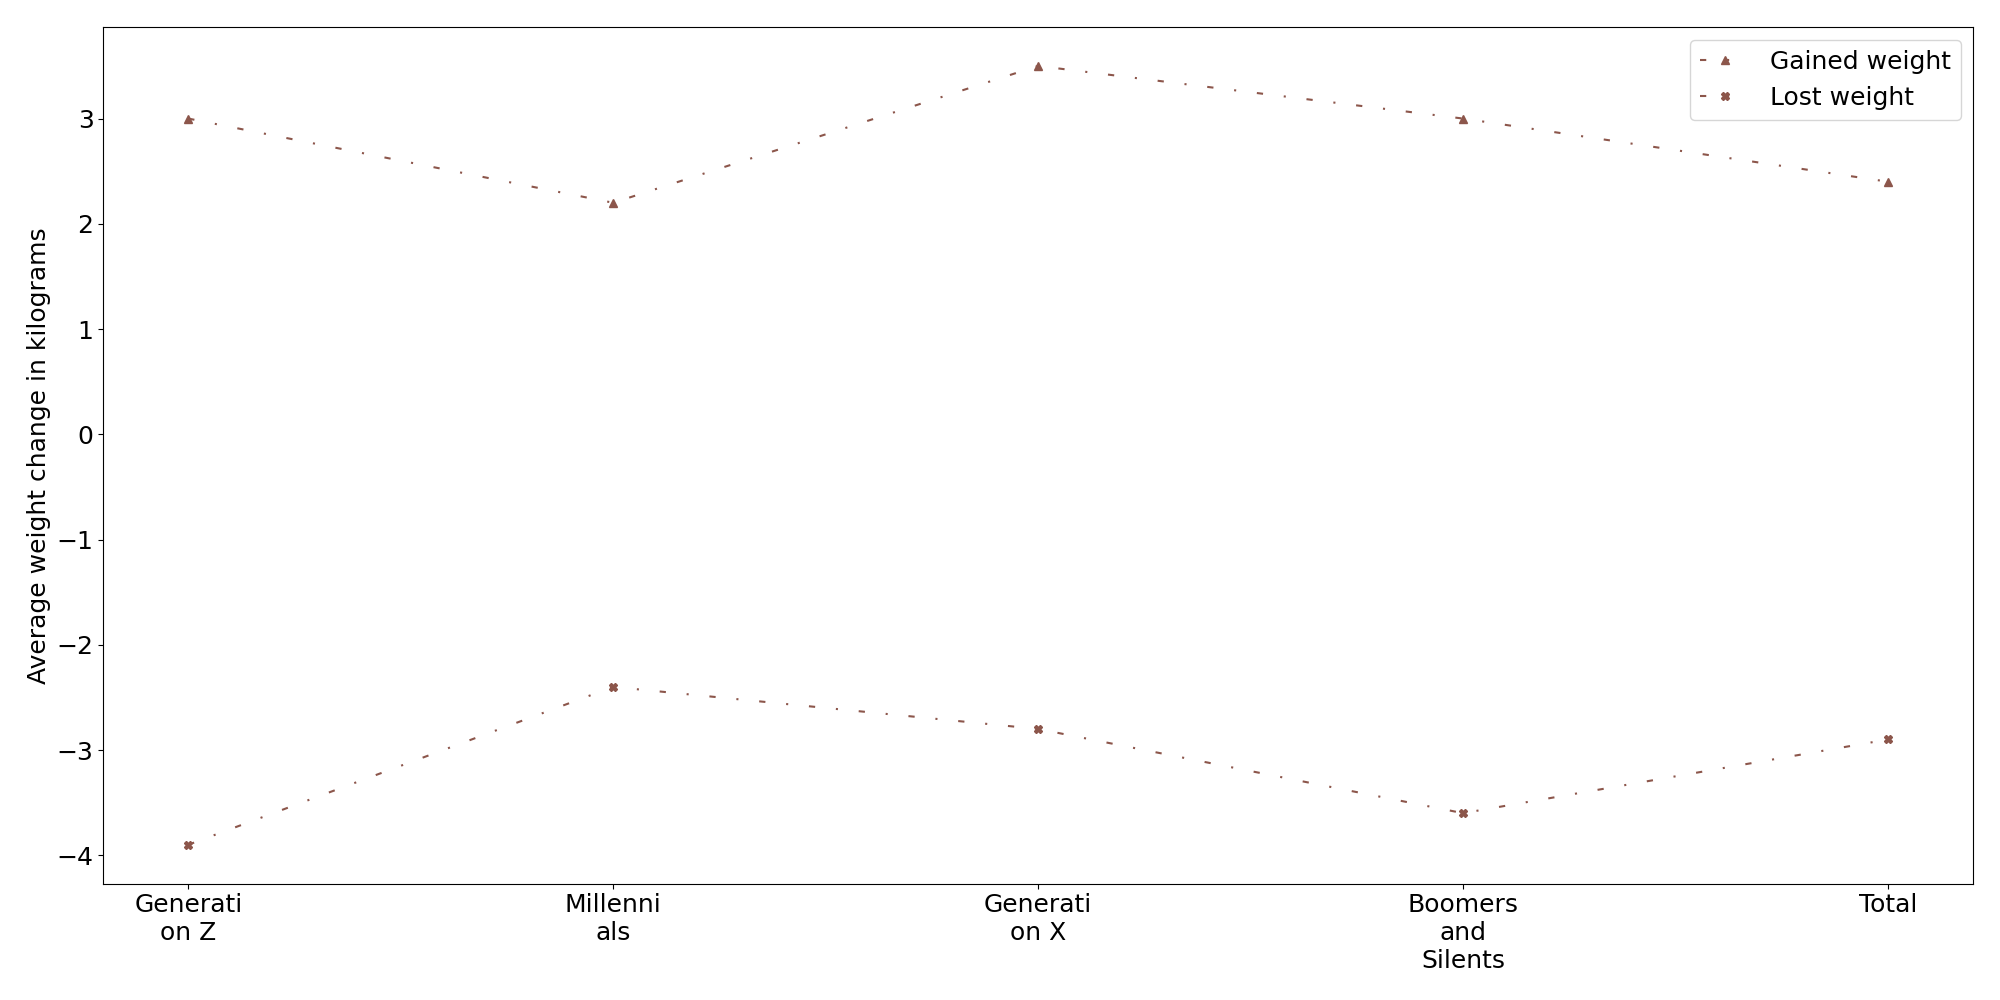 Gained weight
Lost weight
Average weight change in kilograms
3
2
1
0
−1
−2
−3
−4
Generati
on Z
Millenni
als
Generati
on X
Boomers
and
Silents
Total